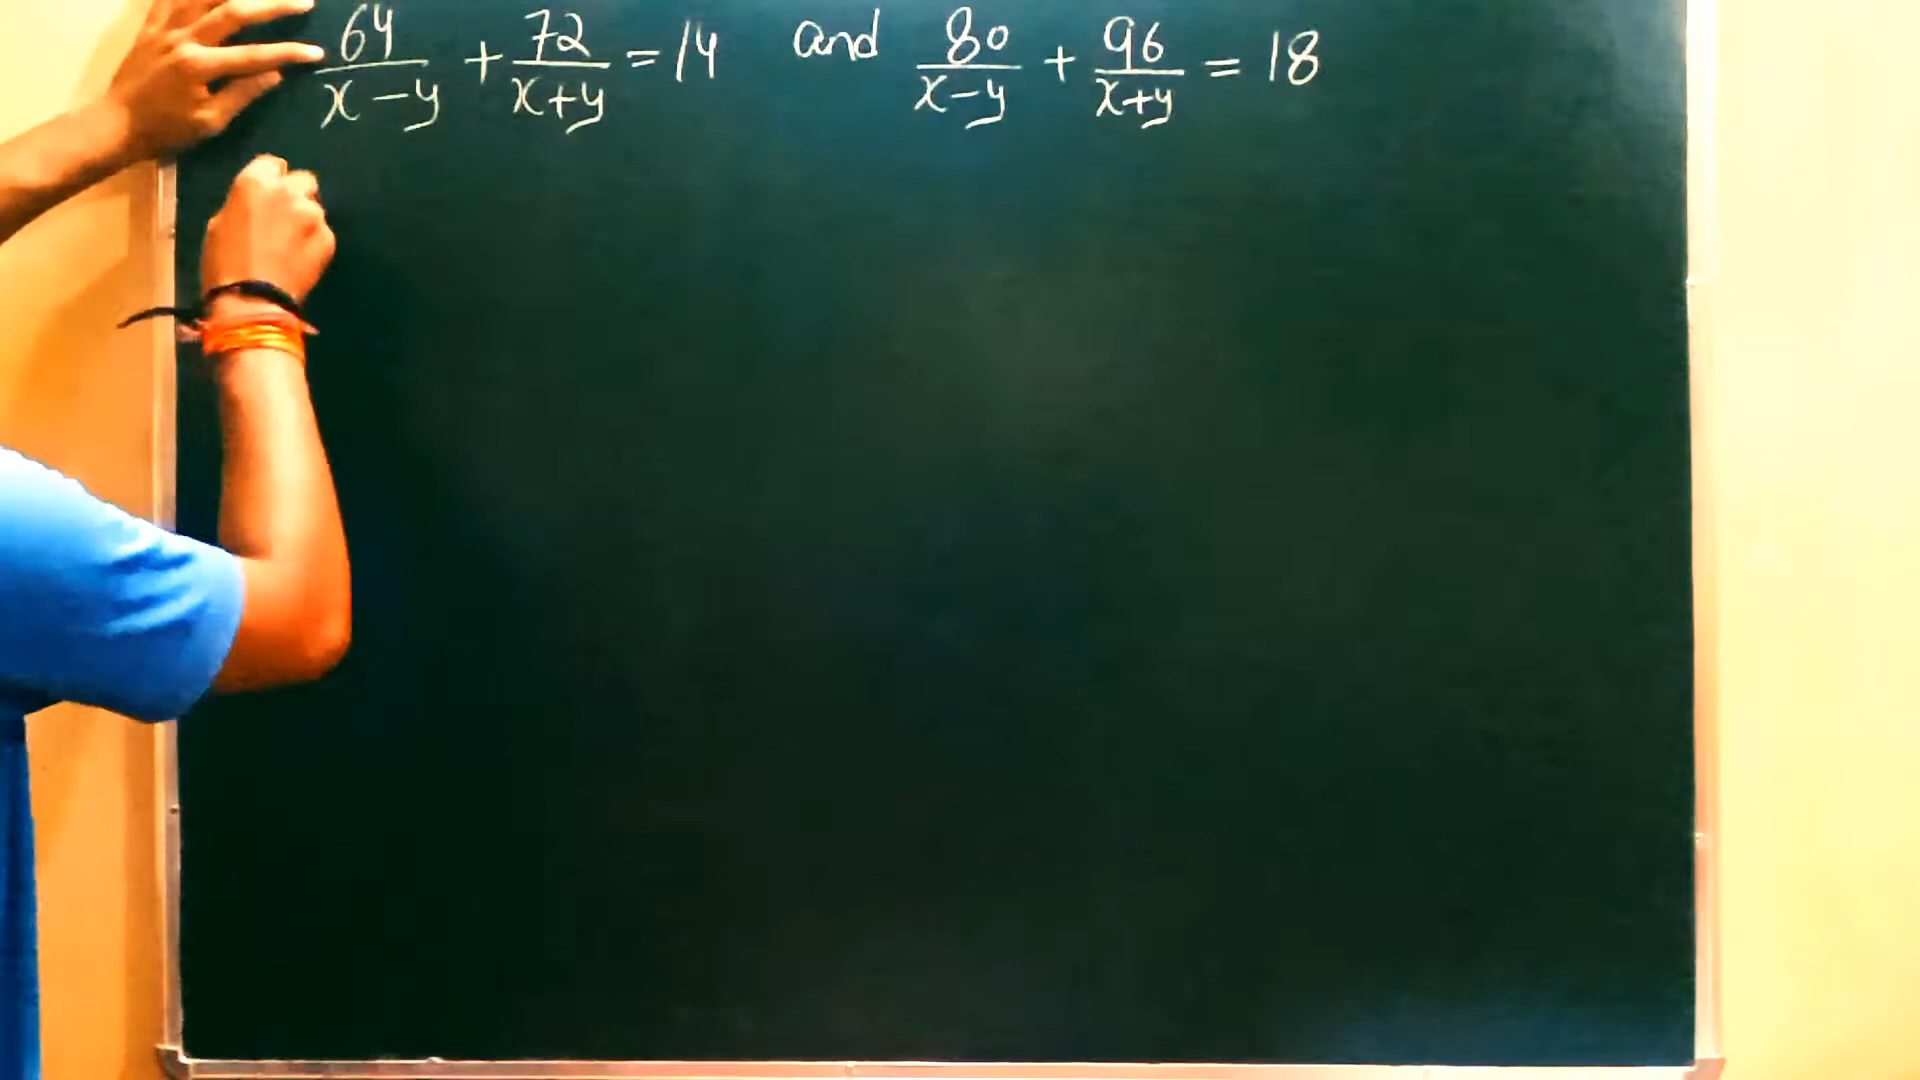 64/(x-y) + 72/(x+y) = 14 and 80/(x-y) + 96/(x+y) = 18